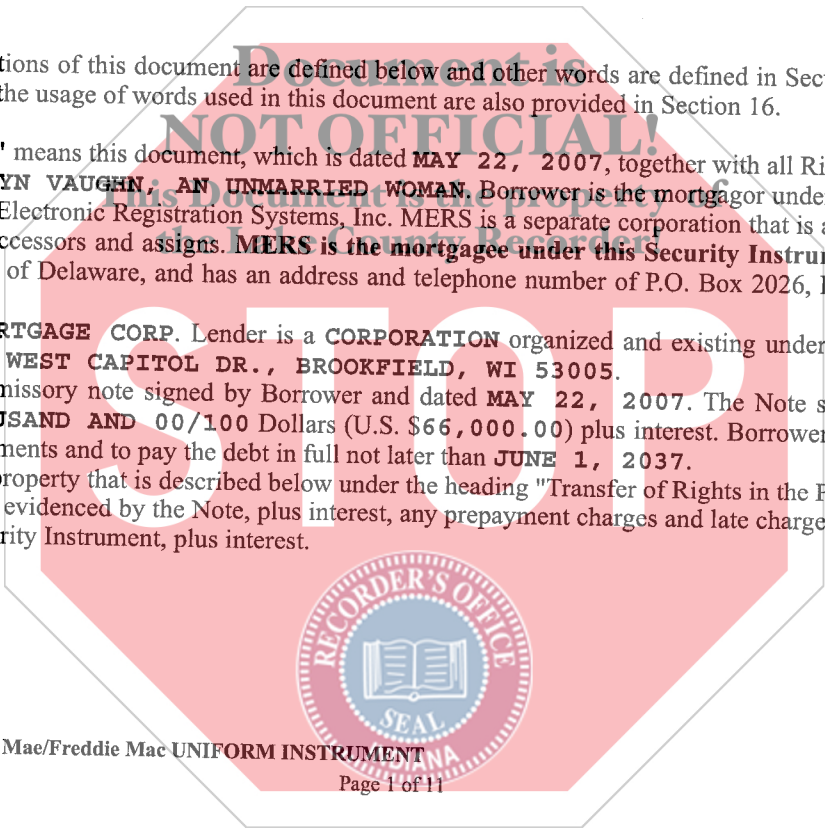 Document is
NOT OFFICIAL!
This Document is the property of
the Lake County Recorder!
STOP
tions of this document are defined below and other words are defined in Sec
the usage of words used in this document are also provided in Section 16.
" means this document, which is dated MAY 22, 2007, together with all Ri
YN VAUGHN, AN UNMARRIED WOMAN. Borrower is the mortgagor unde
Electronic Registration Systems, Inc. MERS is a separate corporation that is a
ccessors and assigns. MERS is the mortgagee under this Security Instru
of Delaware, and has an address and telephone number of P.O. Box 2026,
RTGAGE CORP. Lender is a CORPORATION organized and existing under
WEST CAPITOL DR., BROOKFIELD, WI 53005.
missory note signed by Borrower and dated MAY 22, 2007. The Note s
USAND AND 00/100 Dollars (U.S. $66,000.00) plus interest. Borrower
ments and to pay the debt in full not later than JUNE 1, 2037.
roperty that is described below under the heading "Transfer of Rights in the P
evidenced by the Note, plus interest, any prepayment charges and late charge
rity Instrument, plus interest.
RECORDER'S OFFICE
SEAL
INDIANA
Mae/Freddie Mac UNIFORM INSTRUMENT
Page 1 of 11